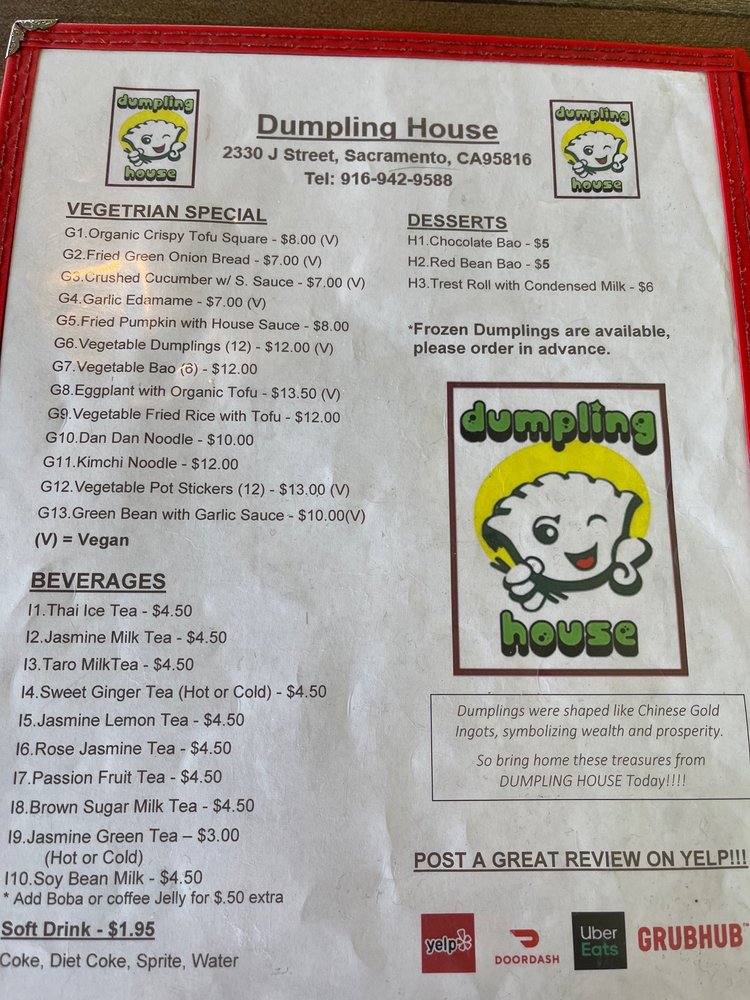 dumpling
house
dumpling
house
Dumpling House
2330 J Street, Sacramento, CA95816
Tel: 916-942-9588
VEGETRIAN SPECIAL
G1.Organic Crispy Tofu Square - $8.00 (V)
G2.Fried Green Onion Bread - $7.00 (V)
G3.Crushed Cucumber w/ S. Sauce - $7.00 (V)
G4.Garlic Edamame - $7.00 (V)
G5.Fried Pumpkin with House Sauce - $8.00
G6.Vegetable Dumplings (12) - $12.00 (V)
G7.Vegetable Bao (6) - $12.00
G8.Eggplant with Organic Tofu - $13.50 (V)
G9.Vegetable Fried Rice with Tofu - $12.00
G10.Dan Dan Noodle - $10.00
G11.Kimchi Noodle - $12.00
G12.Vegetable Pot Stickers (12) - $13.00 (V)
G13.Green Bean with Garlic Sauce - $10.00(V)
(V) = Vegan
BEVERAGES
I1.Thai Ice Tea - $4.50
I2.Jasmine Milk Tea - $4.50
I3.Taro MilkTea - $4.50
I4.Sweet Ginger Tea (Hot or Cold) - $4.50
I5.Jasmine Lemon Tea - $4.50
I6.Rose Jasmine Tea - $4.50
I7.Passion Fruit Tea - $4.50
I8.Brown Sugar Milk Tea - $4.50
I9.Jasmine Green Tea – $3.00
(Hot or Cold)
I10.Soy Bean Milk - $4.50
* Add Boba or coffee Jelly for $.50 extra
Soft Drink - $1.95
Coke, Diet Coke, Sprite, Water
DESSERTS
H1.Chocolate Bao - $5
H2.Red Bean Bao - $5
H3.Trest Roll with Condensed Milk - $6
*Frozen Dumplings are available,
please order in advance.
dumpling
house
Dumplings were shaped like Chinese Gold
Ingots, symbolizing wealth and prosperity.
So bring home these treasures from
DUMPLING HOUSE Today!!!!
POST A GREAT REVIEW ON YELP!!!
yelp
DOORDASH
Uber
Eats
GRUBHUB